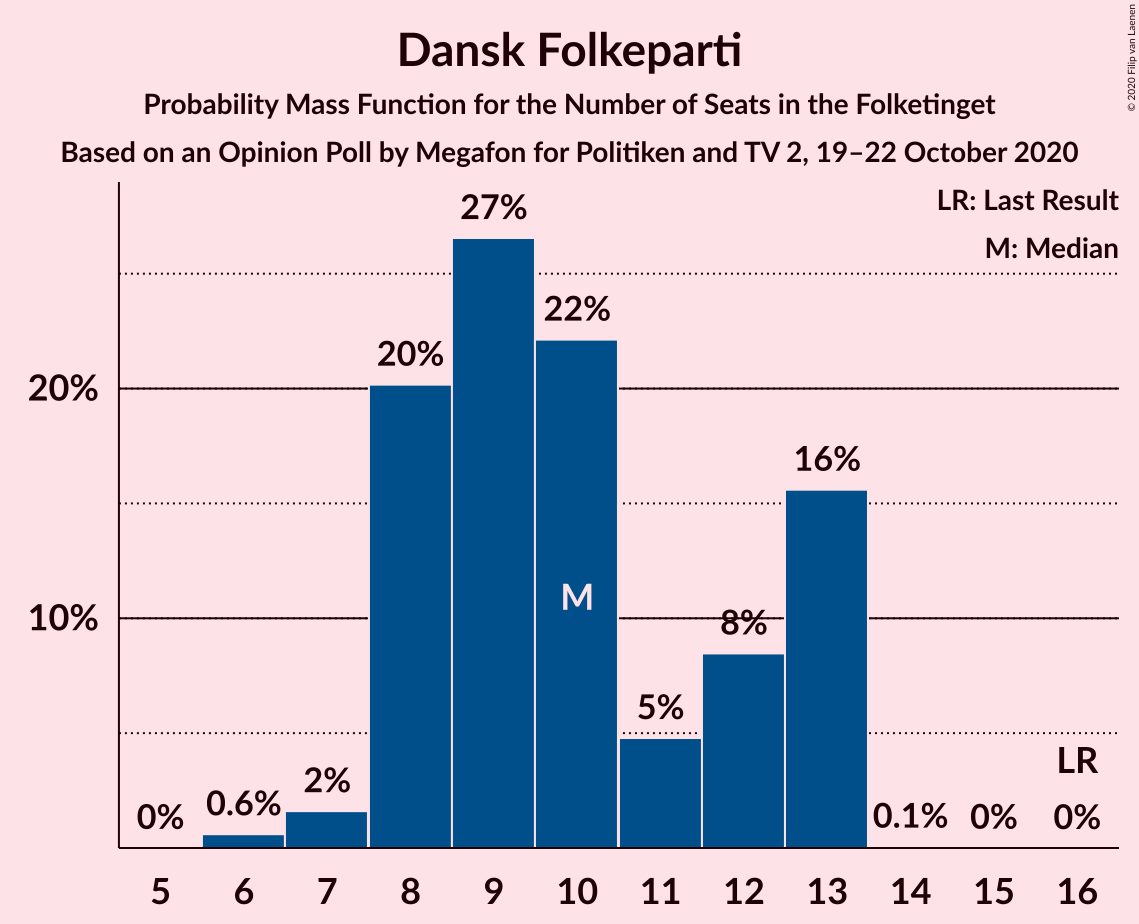 Dansk Folkeparti
Probability Mass Function for the Number of Seats in the Folketinget
Based on an Opinion Poll by Megafon for Politiken and TV 2, 19–22 October 2020
© 2020 Filip van Laenen
LR: Last Result
M: Median
27%
22%
20%
20%
16%
M
10%
8%
5%
LR
2%
0.6%
0%
0.1%
0%
0%
5 6 7 8 9 10 11 12 13 14 15 16